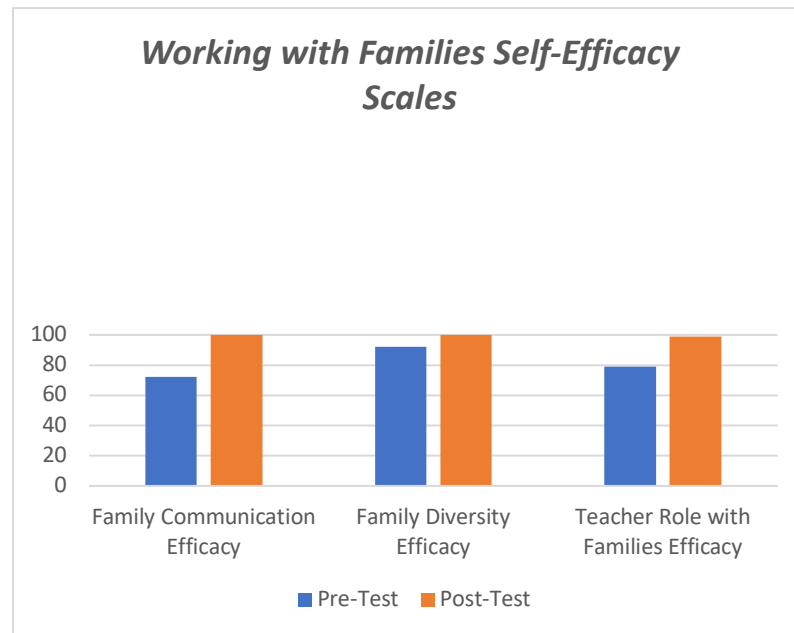 Working with Families Self-Efficacy
Scales
100
80
60
40
20
0
Family Communication
Efficacy
Family Diversity
Efficacy
Teacher Role with
Families Efficacy
Pre-Test
Post-Test